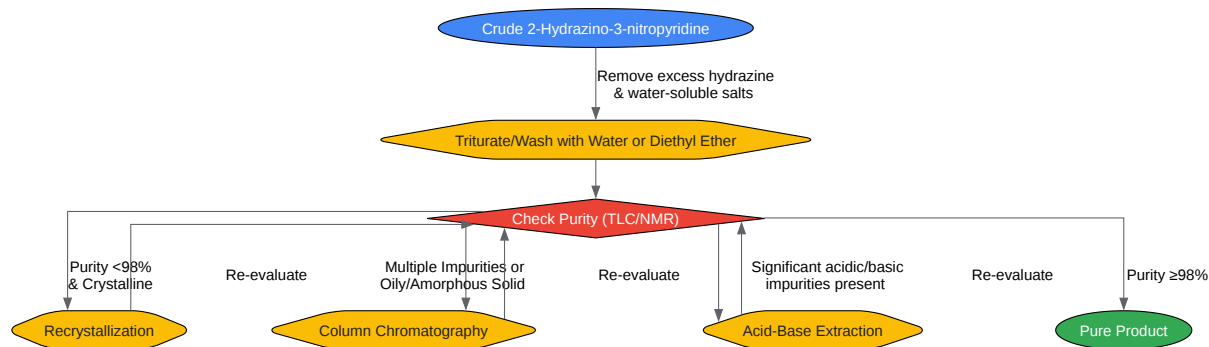 Crude 2-Hydrazino-3-nitropyridine
Remove excess hydrazine
& water-soluble salts
Triturate/Wash with Water or Diethyl Ether
Check Purity (TLC/NMR)
Purity <98%
& Crystalline
Re-evaluate
Multiple Impurities or
Oily/Amorphous Solid
Re-evaluate
Significant acidic/basic
impurities present
Re-evaluate
Purity ≥98%
Recrystallization
Column Chromatography
Acid-Base Extraction
Pure Product